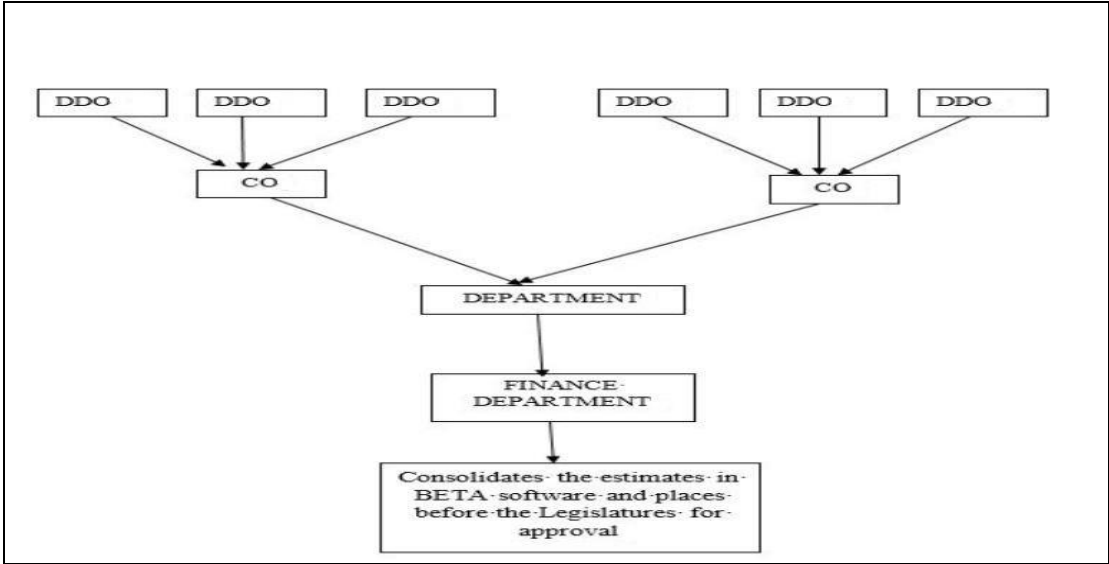 DDO DDO DDO DDO DDO DDO
CO CO
DEPARTMENT
FINANCE·
DEPARTMENT
Consolidates· the·estimates· in·
BETA·software·and·places·
before·the·Legislatures· for·
approval